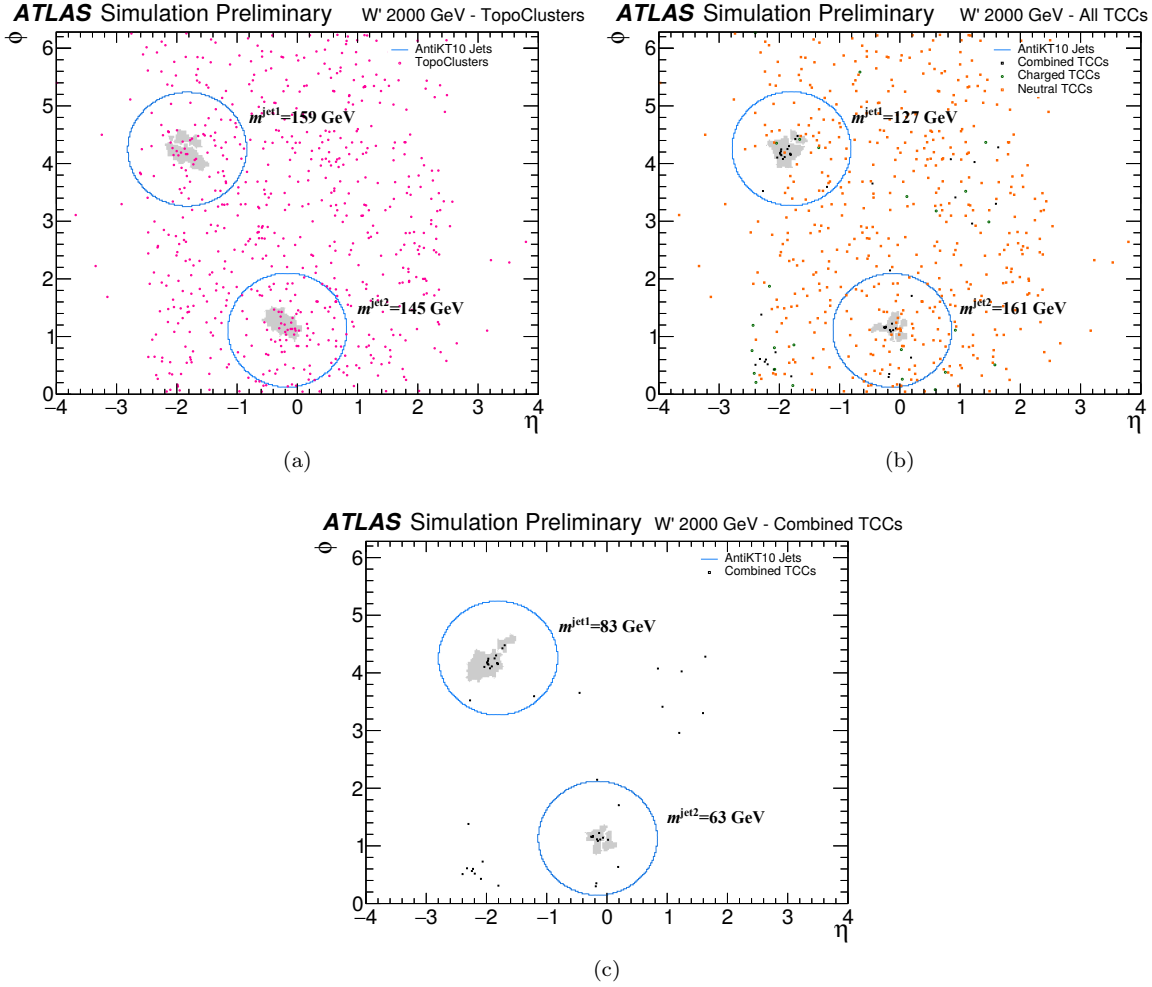 ATLAS Simulation Preliminary W' 2000 GeV - TopoClusters
ϕ
6
5
4
3
2
1
0
AntiKT10 Jets
TopoClusters
m^jet1=159 GeV
m^jet2=145 GeV
−4 −3 −2 −1 0 1 2 3 4
η
(a)
ATLAS Simulation Preliminary W' 2000 GeV - All TCCs
ϕ
6
5
4
3
2
1
0
AntiKT10 Jets
Combined TCCs
Charged TCCs
Neutral TCCs
m^jet1=127 GeV
m^jet2=161 GeV
−4 −3 −2 −1 0 1 2 3 4
η
(b)
ATLAS Simulation Preliminary W' 2000 GeV - Combined TCCs
ϕ
6
5
4
3
2
1
0
AntiKT10 Jets
Combined TCCs
m^jet1=83 GeV
m^jet2=63 GeV
−4 −3 −2 −1 0 1 2 3 4
η
(c)